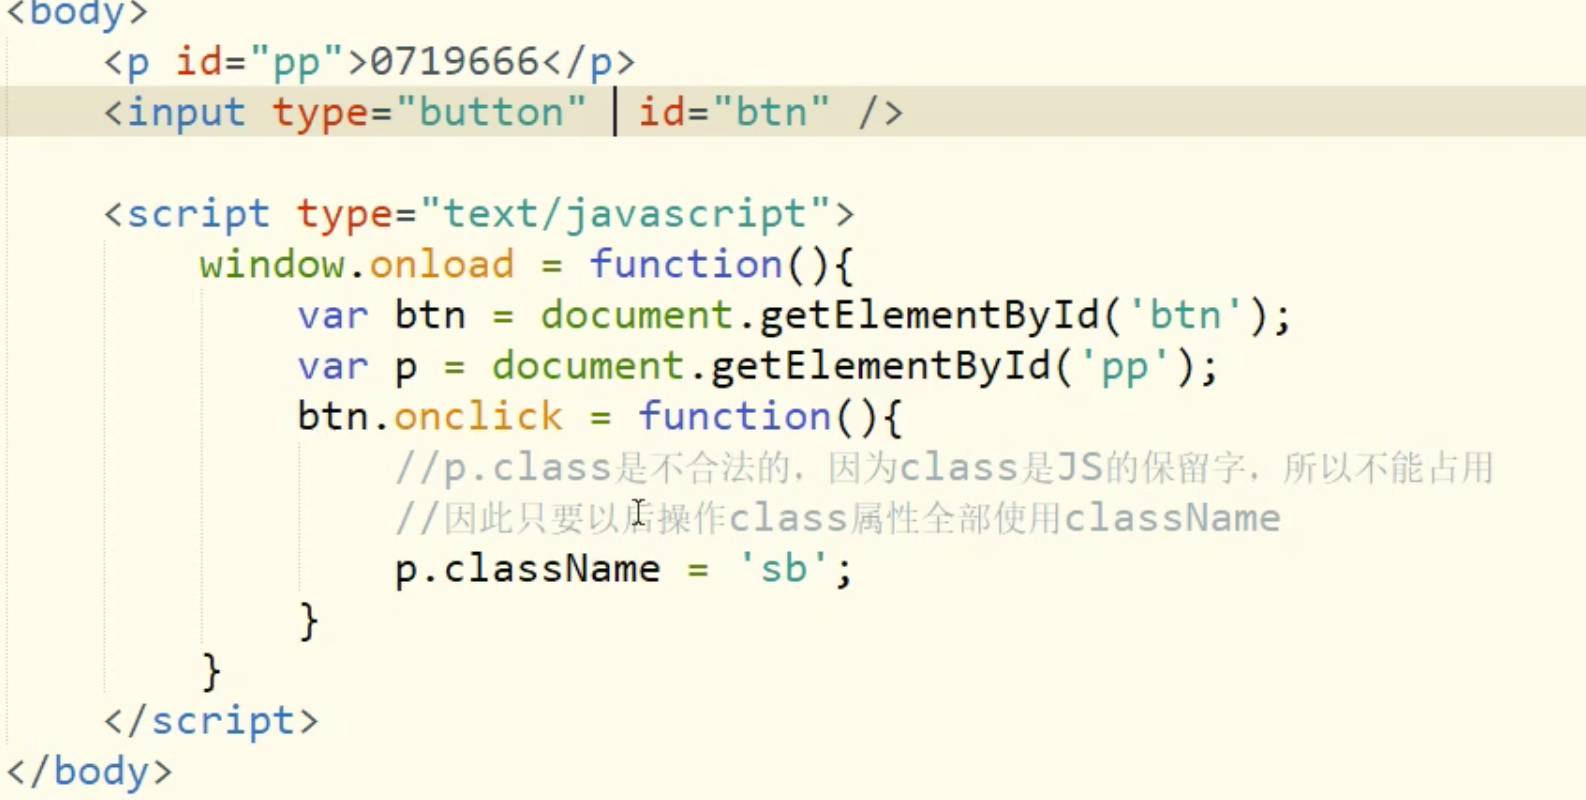 <body>
    <p id="pp">0719666</p>
    <input type="button"  id="btn" />

    <script type="text/javascript">
        window.onload = function(){
            var btn = document.getElementById('btn');
            var p = document.getElementById('pp');
            btn.onclick = function(){
                //p.class是不合法的，因为class是JS的保留字，所以不能占用
                //因此只要以后操作class属性全部使用className
                p.className = 'sb';
            }
        }
    </script>
</body>